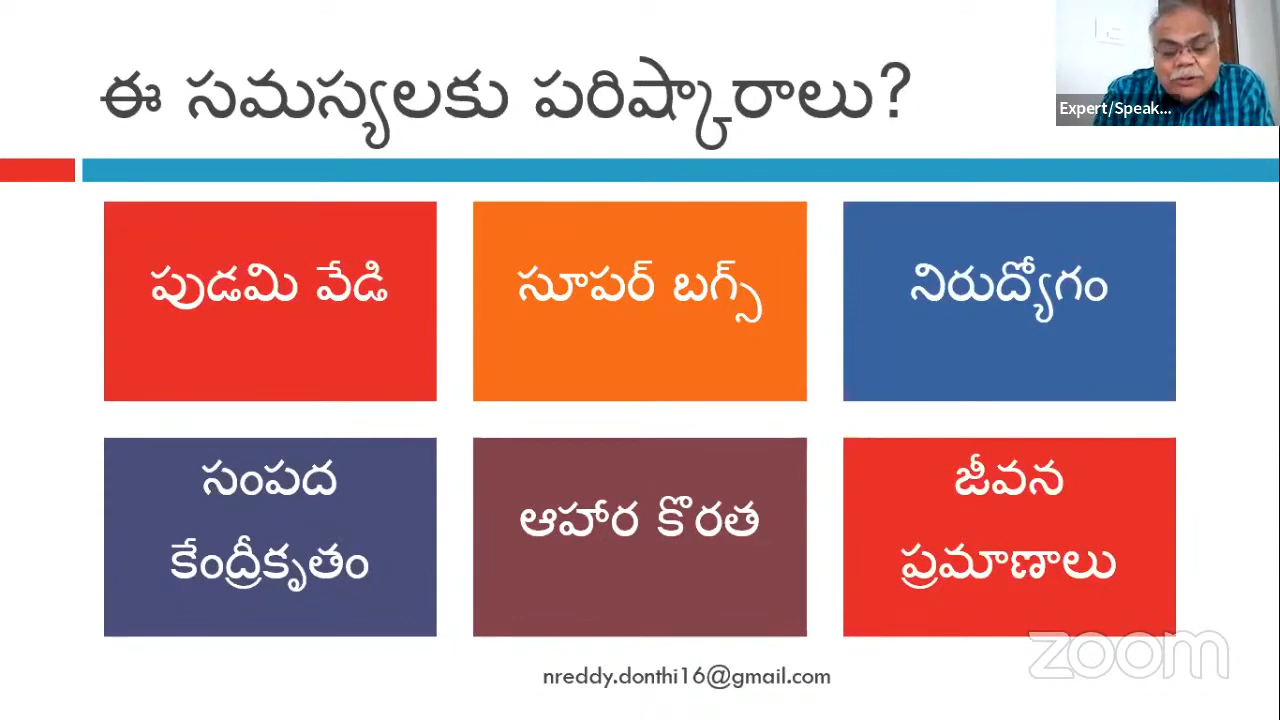 ఈ సమస్యలకు పరిష్కారాలు?
Expert/Speak...
పుడమి వేడి
సూపర్ బగ్స్
నిరుద్యోగం
సంపద
కేంద్రీకృతం
ఆహార కొరత
జీవన
ప్రమాణాలు
zoom
nreddy.donthi16@gmail.com